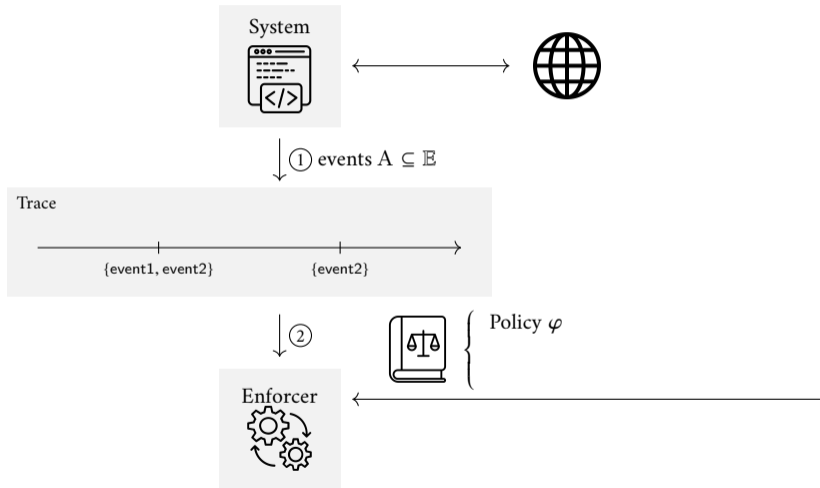 System
</>
① events A ⊆ 𝔼
Trace
{event1, event2}
{event2}
②
Policy φ
Enforcer